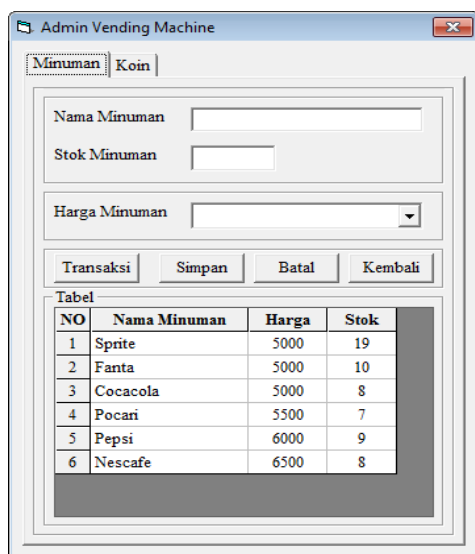 Admin Vending Machine
Minuman Koin
Nama Minuman
Stok Minuman
Harga Minuman
Transaksi Simpan Batal Kembali
Tabel
NO Nama Minuman Harga Stok
1 Sprite 5000 19
2 Fanta 5000 10
3 Cocacola 5000 8
4 Pocari 5500 7
5 Pepsi 6000 9
6 Nescafe 6500 8